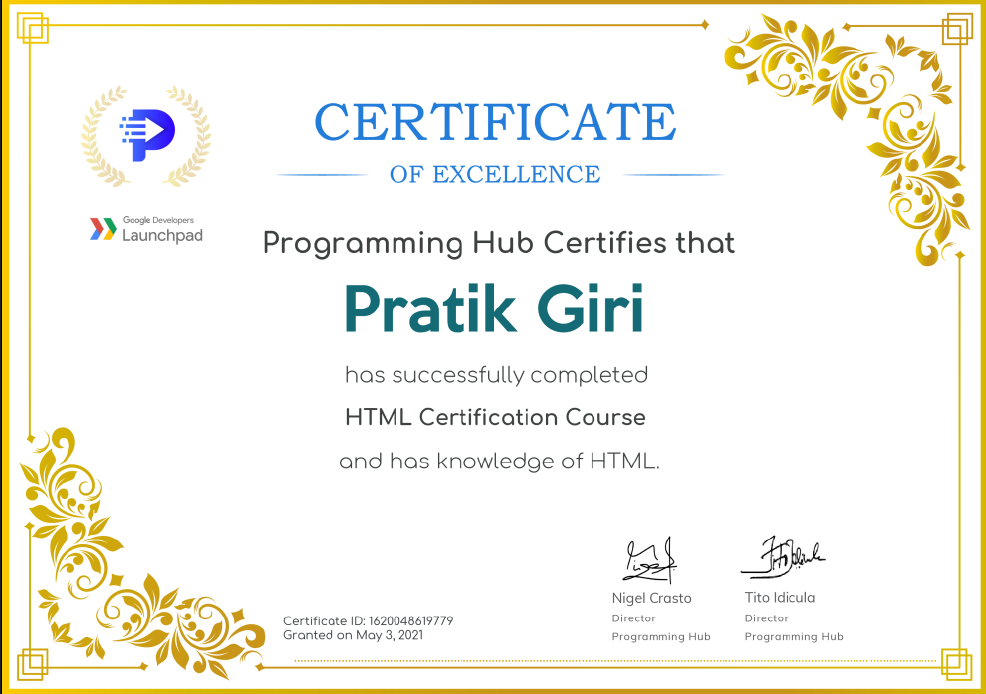 CERTIFICATE
OF EXCELLENCE
Google Developers
Launchpad
Programming Hub Certifies that
Pratik Giri
has successfully completed
HTML Certification Course
and has knowledge of HTML.
Nigel Crasto
Director
Programming Hub
Tito Idicula
Director
Programming Hub
Certificate ID: 1620048619779
Granted on May 3, 2021